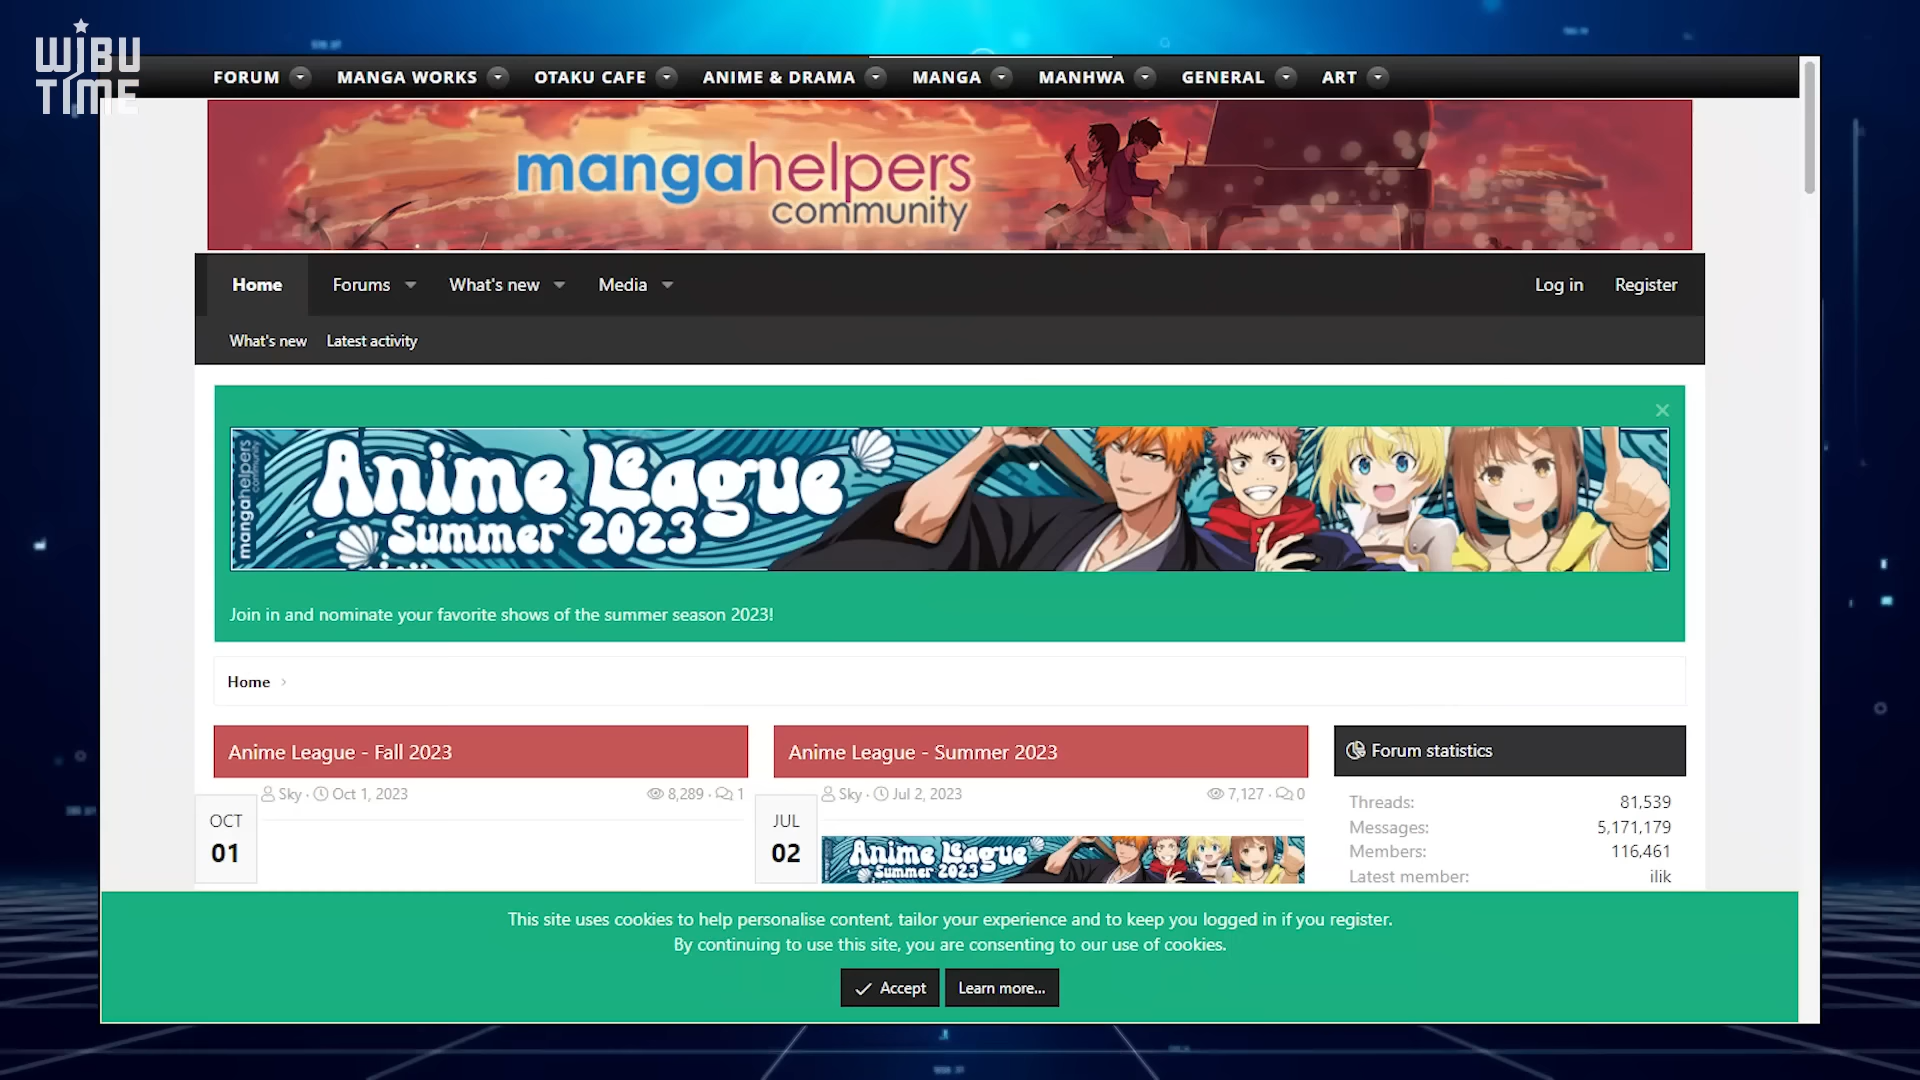 WIBU
TIME
FORUM MANGA WORKS OTAKU CAFE ANIME & DRAMA MANGA MANHWA GENERAL ART
mangahelpers
community
Home Forums What's new Media Log in Register
What's new Latest activity
mangahelpers
community
Anime League
Summer 2023
Join in and nominate your favorite shows of the summer season 2023!
Home
Anime League - Fall 2023
Sky · Oct 1, 2023 8,289 · 1
OCT
01
Anime League - Summer 2023
Sky · Jul 2, 2023 7,127 · 0
JUL
02
Anime League
Summer 2023
Forum statistics
Threads: 81,539
Messages: 5,171,179
Members: 116,461
Latest member: ilik
This site uses cookies to help personalise content, tailor your experience and to keep you logged in if you register.
By continuing to use this site, you are consenting to our use of cookies.
Accept Learn more...